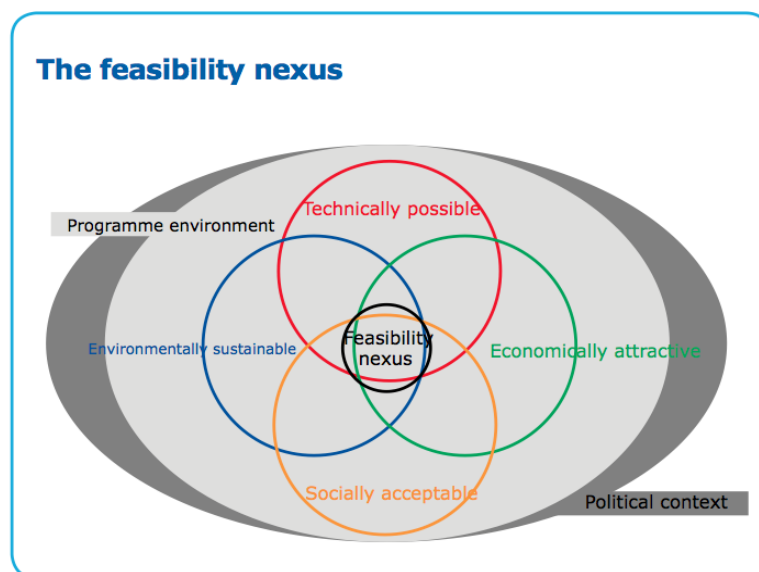 The feasibility nexus
Technically possible
Programme environment
Feasibility
nexus
Environmentally sustainable
Economically attractive
Socially acceptable
Political context